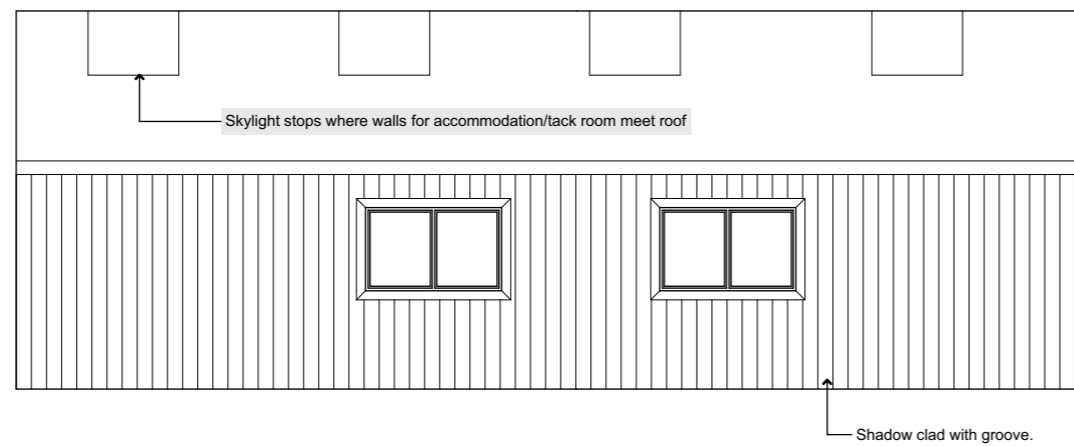 Skylight stops where walls for accommodation/tack room meet roof
Shadow clad with groove.